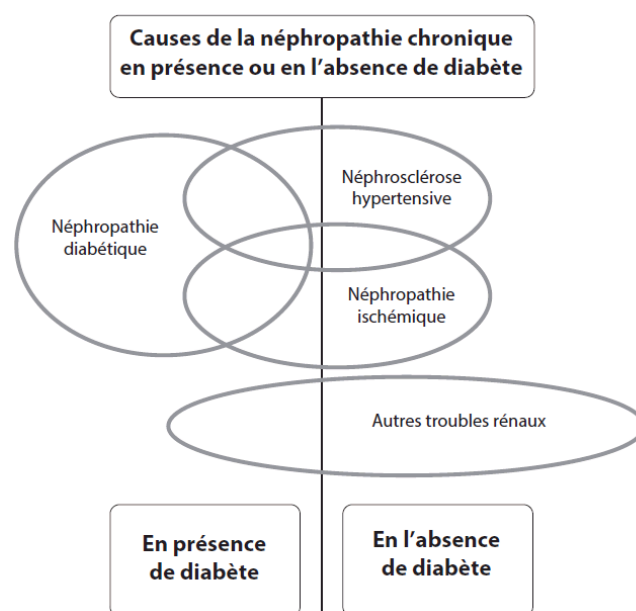 Causes de la néphropathie chronique
en présence ou en l’absence de diabète
Néphropathie
diabétique
Néphrosclérose
hypertensive
Néphropathie
ischémique
Autres troubles rénaux
En présence
de diabète
En l’absence
de diabète